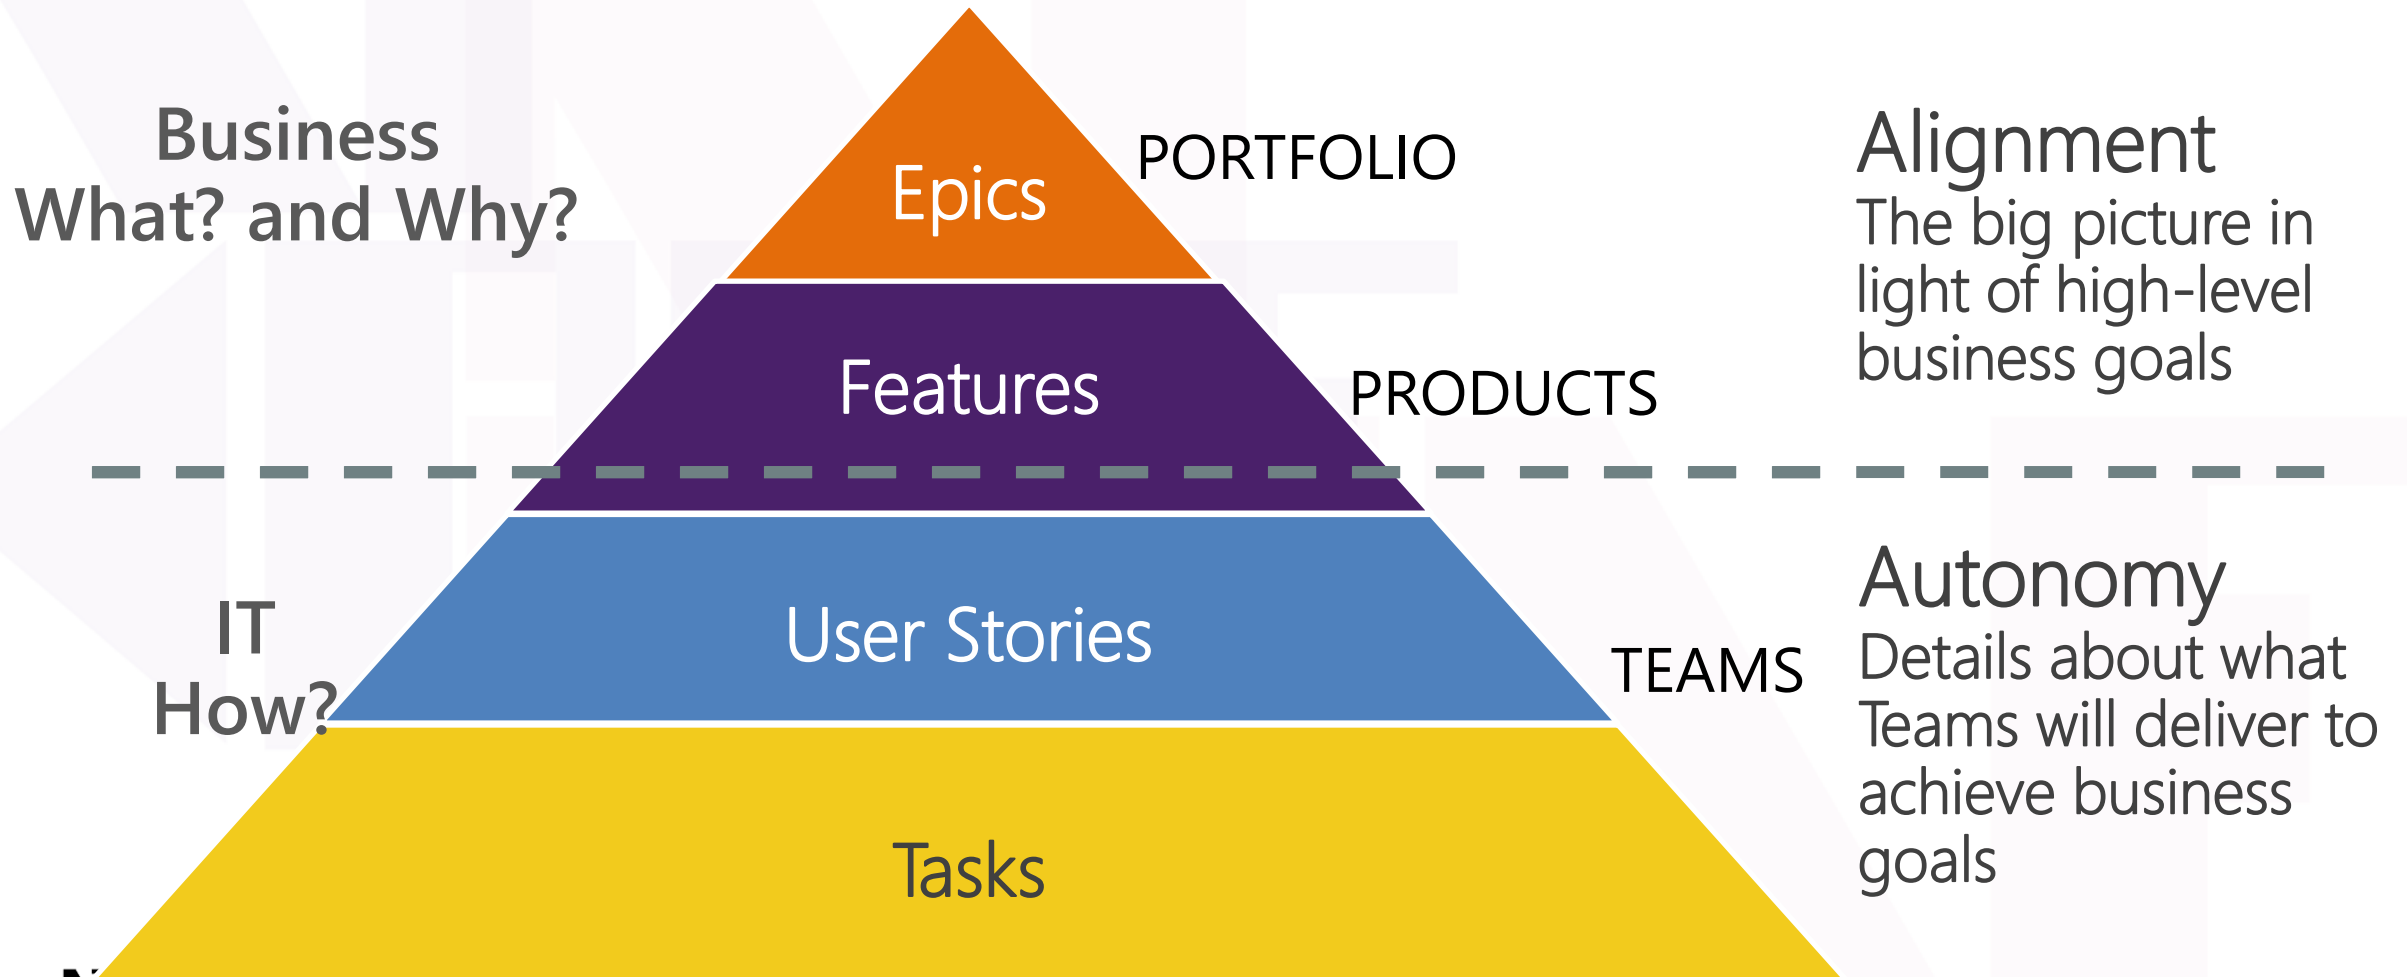 Business
What? and Why?
Epics
PORTFOLIO
Alignment
The big picture in
light of high-level
business goals
Features
PRODUCTS
IT
How?
User Stories
TEAMS
Autonomy
Details about what
Teams will deliver to
achieve business
goals
Tasks